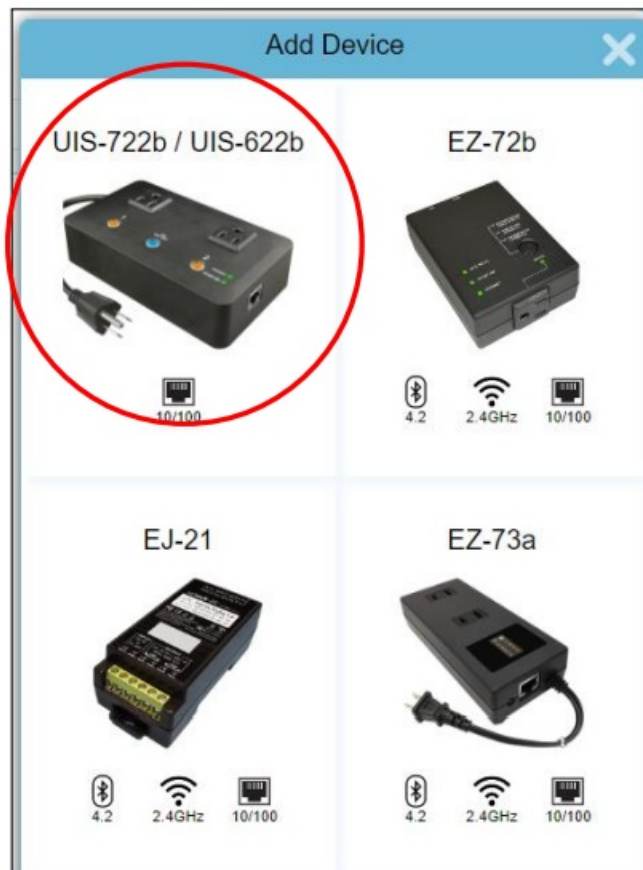 Add Device
UIS-722b / UIS-622b
EZ-72b
10/100
4.2
2.4GHz
10/100
EJ-21
EZ-73a
4.2
2.4GHz
10/100
4.2
2.4GHz
10/100